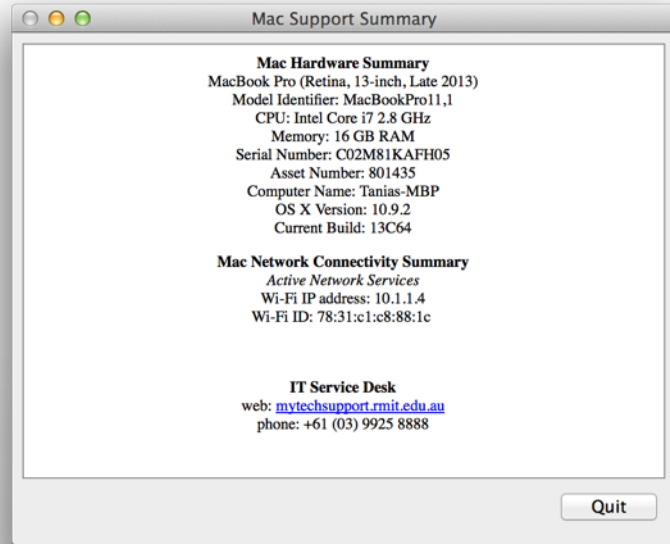 Mac Support Summary
Mac Hardware Summary
MacBook Pro (Retina, 13-inch, Late 2013)
Model Identifier: MacBookPro11,1
CPU: Intel Core i7 2.8 GHz
Memory: 16 GB RAM
Serial Number: C02M81KAFH05
Asset Number: 801435
Computer Name: Tanias-MBP
OS X Version: 10.9.2
Current Build: 13C64
Mac Network Connectivity Summary
Active Network Services
Wi-Fi IP address: 10.1.1.4
Wi-Fi ID: 78:31:c1:c8:88:1c
IT Service Desk
web: mytechsupport.rmit.edu.au
phone: +61 (03) 9925 8888
Quit